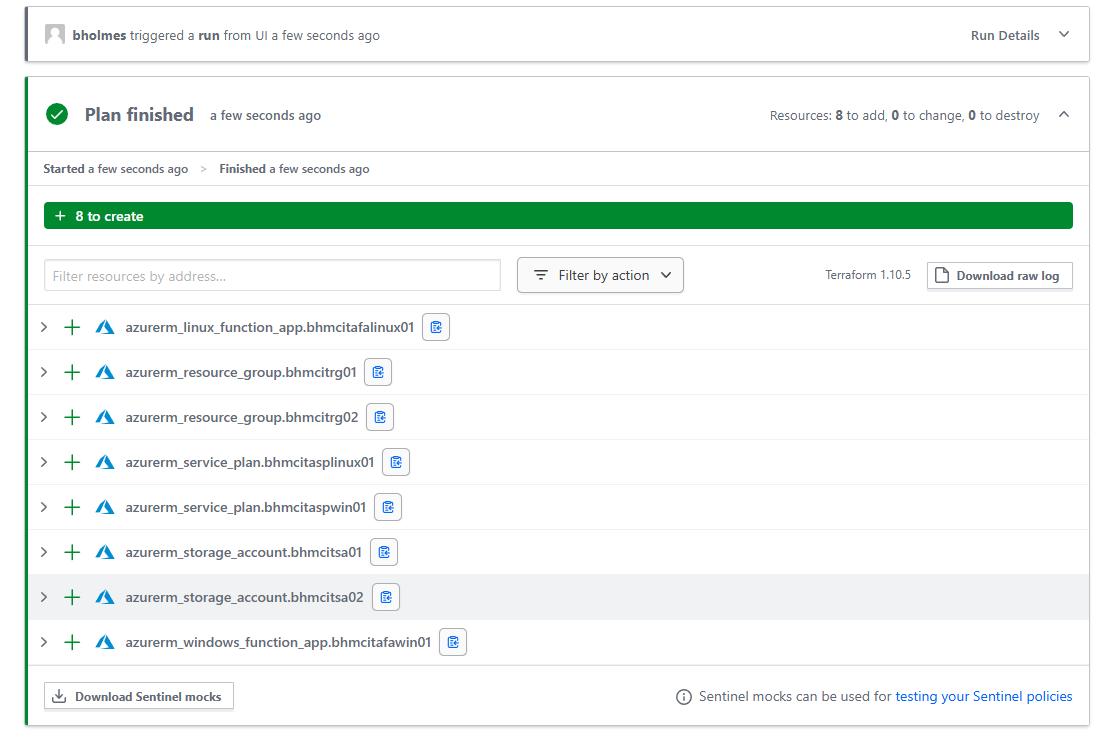 bholmes triggered a run from UI a few seconds ago Run Details
Plan finished a few seconds ago Resources: 8 to add, 0 to change, 0 to destroy
Started a few seconds ago > Finished a few seconds ago
+ 8 to create
Filter resources by address... Filter by action Terraform 1.10.5 Download raw log
azurerm_linux_function_app.bhmcitafalinux01
azurerm_resource_group.bhmcitrg01
azurerm_resource_group.bhmcitrg02
azurerm_service_plan.bhmcitasplinux01
azurerm_service_plan.bhmcitaspwin01
azurerm_storage_account.bhmcitsa01
azurerm_storage_account.bhmcitsa02
azurerm_windows_function_app.bhmcitafawin01
Download Sentinel mocks Sentinel mocks can be used for testing your Sentinel policies